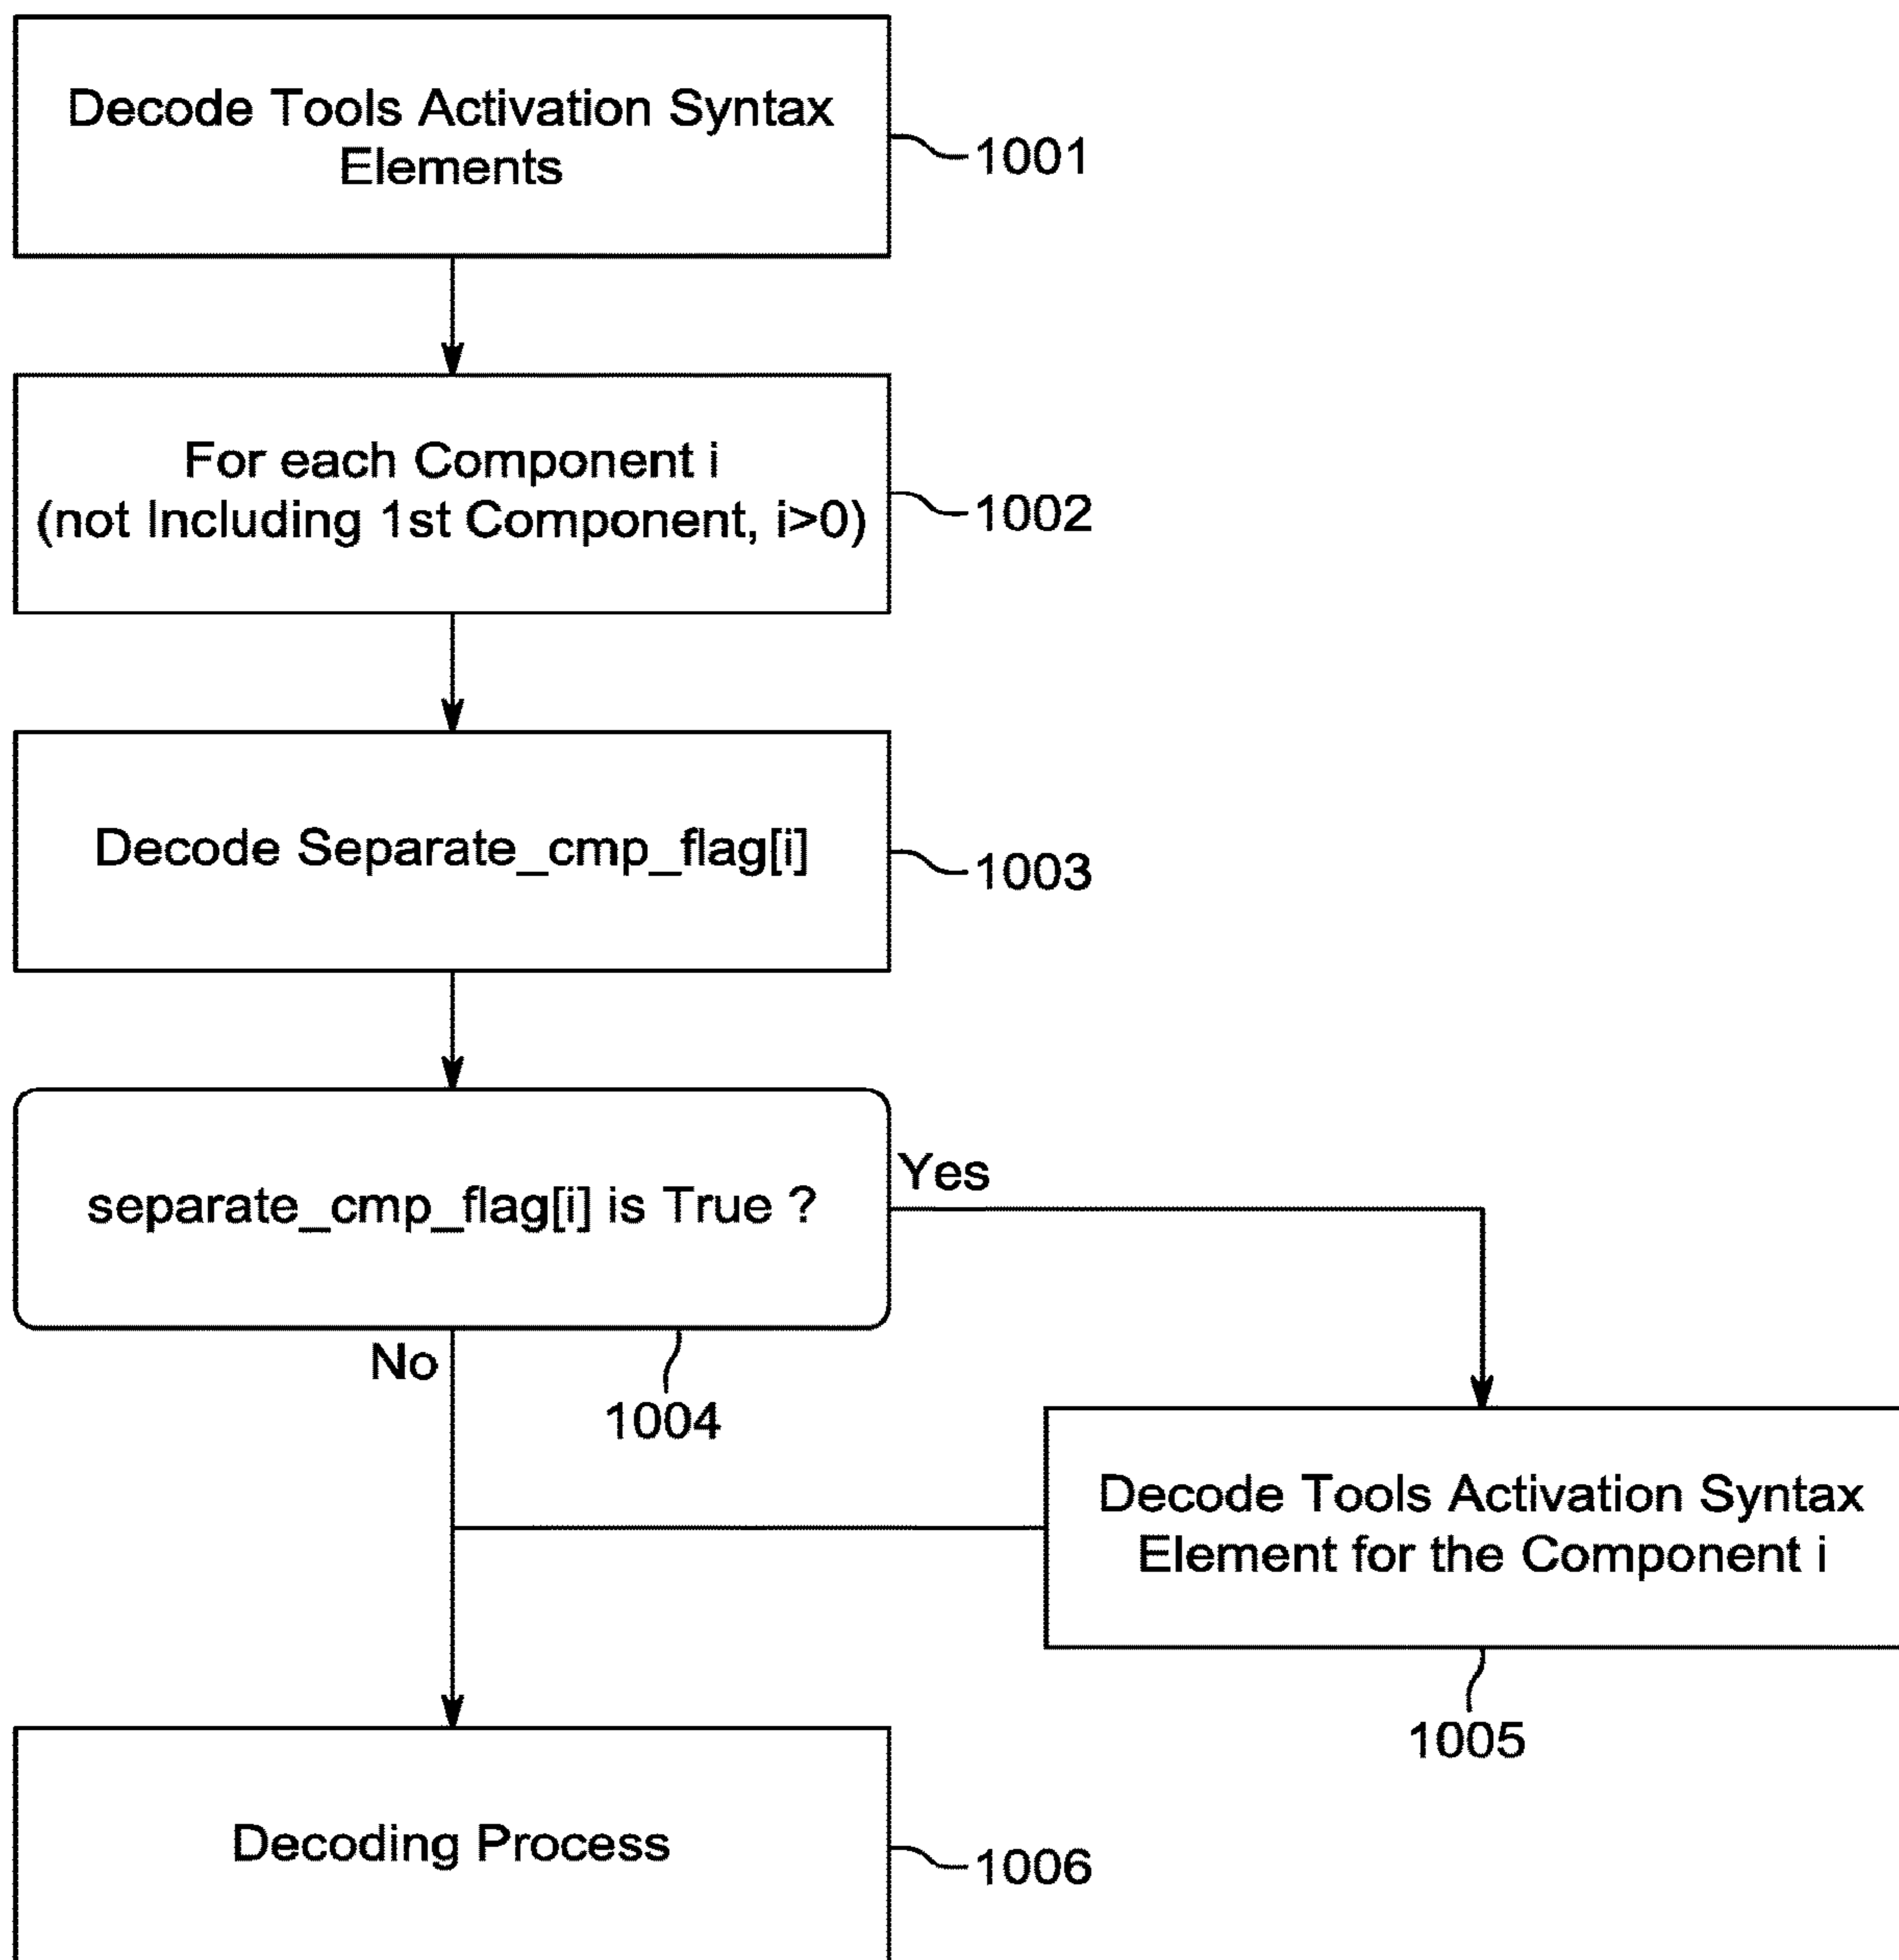 Decode Tools Activation Syntax
Elements
1001
For each Component i
(not Including 1st Component, i>0)
1002
Decode Separate_cmp_flag[i]
1003
separate_cmp_flag[i] is True ?
Yes
No
1004
Decode Tools Activation Syntax
Element for the Component i
1005
Decoding Process
1006